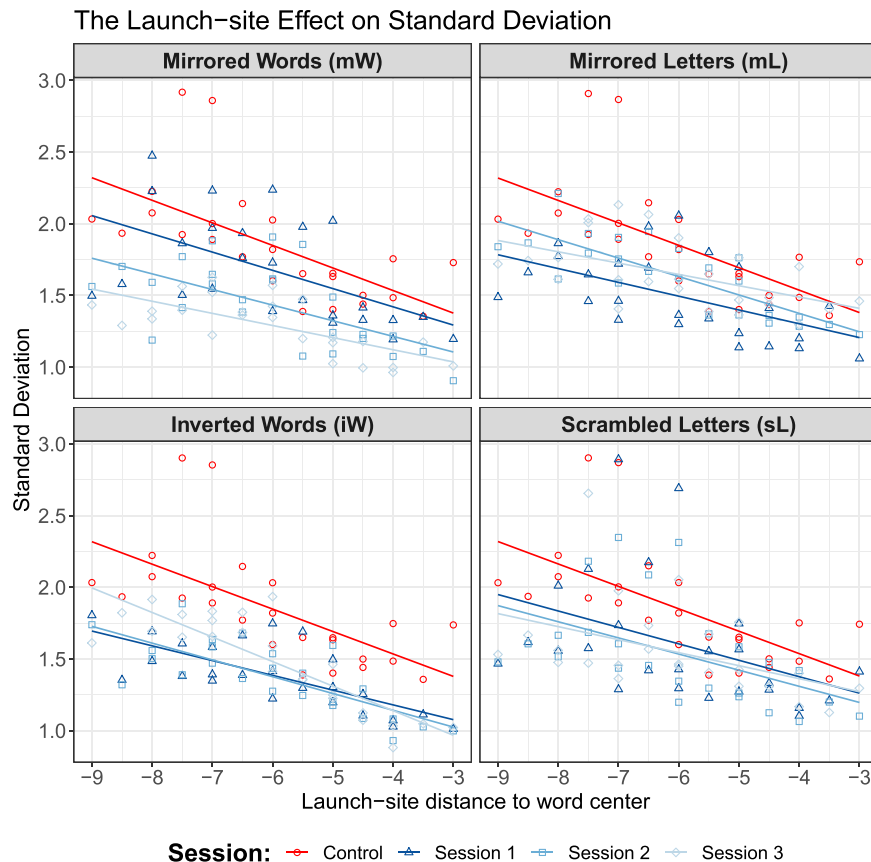 The Launch−site Effect on Standard Deviation
Mirrored Words (mW)
Mirrored Letters (mL)
3.0
2.5
2.0
1.5
1.0
Inverted Words (iW)
Scrambled Letters (sL)
3.0
2.5
2.0
1.5
1.0
Standard Deviation
−9 −8 −7 −6 −5 −4 −3
−9 −8 −7 −6 −5 −4 −3
Launch−site distance to word center
Session: Control Session 1 Session 2 Session 3